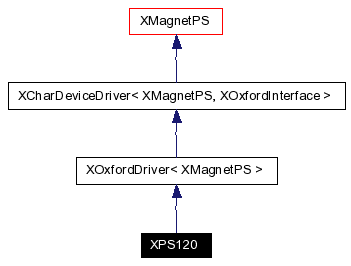 XMagnetPS
XCharDeviceDriver< XMagnetPS, XOxfordInterface >
XOxfordDriver< XMagnetPS >
XPS120